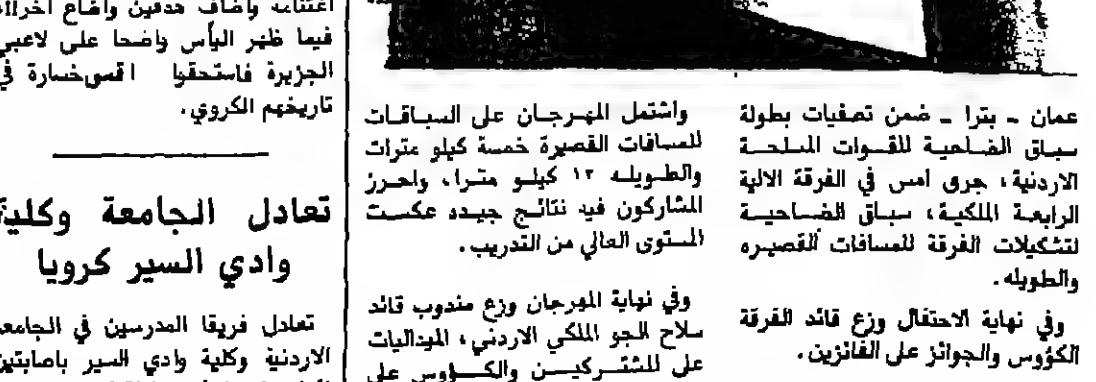 عمان ـ بترا ـ ضمن تصفيات بطولة
سباق الضاحية للقوات المسلحة
الاردنية، جرى امس في الفرقة الالية
الرابعة الملكية، سباق الضاحية
لتشكيلات الفرقة للمسافات القصيره
والطويله.
وفي نهاية الاحتفال وزع قائد الفرقة
الكؤوس والجوائز على الفائزين.
واشتمل المهرجان على السباقات
للمسافات القصيرة خمسة كيلو مترات
والطويله ١٢ كيلو مترا، واحرز
المشاركون فيه نتائج جيده عكست
المستوى العالي من التدريب.
وفي نهاية المهرجان وزع مندوب قائد
سلاح الجو الملكي الاردني، الميداليات
على للمشتركين والكؤوس على
اغتنامه واضاف هدفين واضاع
فيما ظهر اليأس واضحا على لاعبي
الجزيرة فاستحقوا اقسى خسارة في
تاريخهم الكروي.
تعادل الجامعة وكلية
وادي السير كرويا
تعادل فريقا المدرسين في الجامعة
الاردنية وكلية وادي السير باصابتين